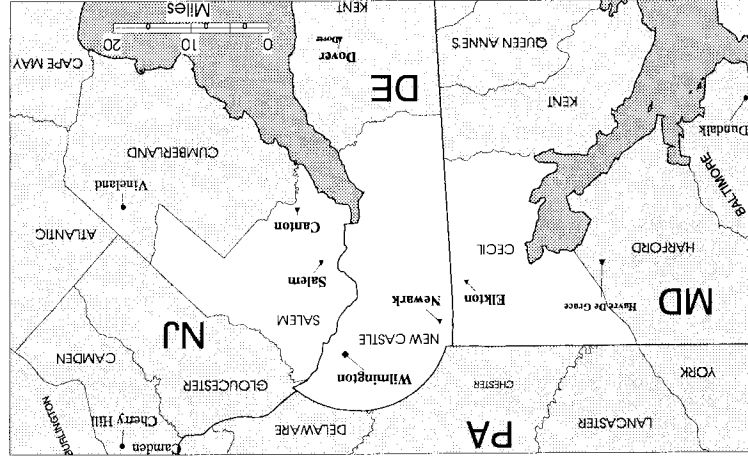 LANCASTER
PA
DELAWARE
Camden
Cherry Hill
BURLINGTON
YORK
CHESTER
Wilmington
GLOUCESTER
CAMDEN
MD
Havre De Grace
NEW CASTLE
Newark
SALEM
NJ
Elkton
Salem
HARFORD
CECIL
Canton
ATLANTIC
Vineland
BALTIMORE
CUMBERLAND
Dundalk
KENT
DE
CAPE MAY
QUEEN ANNE'S
Dover
Dover
KENT
0 10 20
Miles